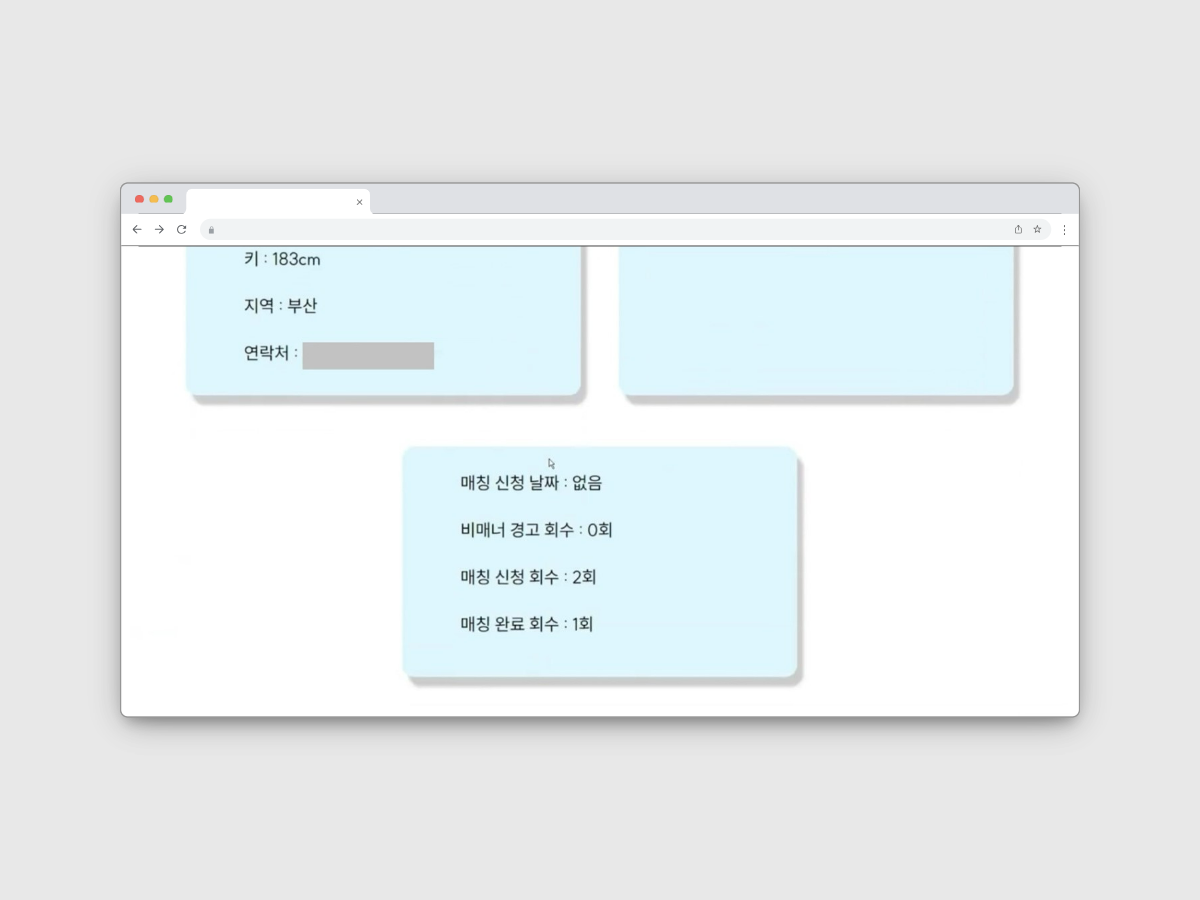 키 : 183cm
지역 : 부산
연락처 :
매칭 신청 날짜 : 없음
비매너 경고 회수 : 0회
매칭 신청 회수 : 2회
매칭 완료 회수 : 1회